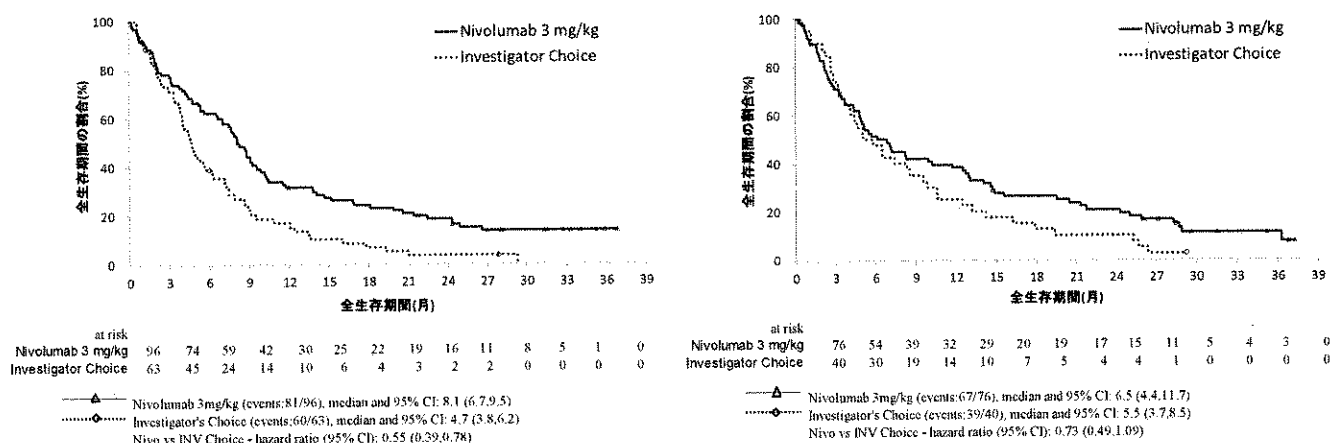 100
80
60
40
20
0
全生存期間の割合(%)
Nivolumab 3 mg/kg
Investigator Choice
0 3 6 9 12 15 18 21 24 27 30 33 36 39
全生存期間(月)
at risk
Nivolumab 3 mg/kg 96 74 59 42 30 25 22 19 16 11 8 5 1 0
Investigator Choice 63 45 24 14 10 6 4 3 2 2 0 0 0 0
Nivolumab 3mg/kg (events:81/96), median and 95% CI: 8.1 (6.7,9.5)
Investigator's Choice (events:60/63), median and 95% CI: 4.7 (3.8,6.2)
Nivo vs INV Choice - hazard ratio (95% CI): 0.55 (0.39,0.78)
100
80
60
40
20
0
全生存期間の割合(%)
Nivolumab 3 mg/kg
Investigator Choice
0 3 6 9 12 15 18 21 24 27 30 33 36 39
全生存期間(月)
at risk
Nivolumab 3 mg/kg 76 54 39 32 29 20 19 17 15 11 5 4 3 0
Investigator Choice 40 30 19 14 10 7 5 4 4 1 0 0 0 0
Nivolumab 3mg/kg (events:67/76), median and 95% CI: 6.5 (4.4,11.7)
Investigator's Choice (events:39/40), median and 95% CI: 5.5 (3.7,8.5)
Nivo vs INV Choice - hazard ratio (95% CI): 0.73 (0.49,1.09)